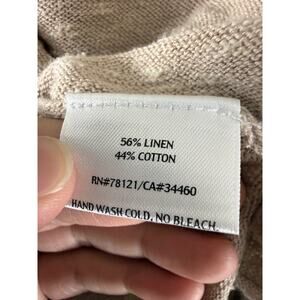 56% LINEN
44% COTTON
RN#78121/CA#34460
HAND WASH COLD. NO BLEACH.